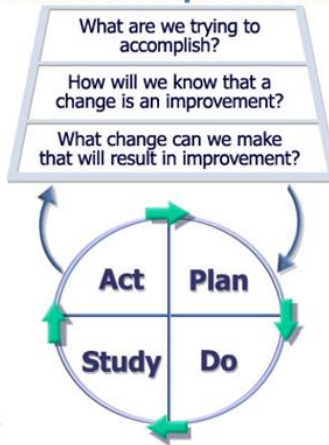 What are we trying to
accomplish?
How will we know that a
change is an improvement?
What change can we make
that will result in improvement?
Act
Plan
Study
Do